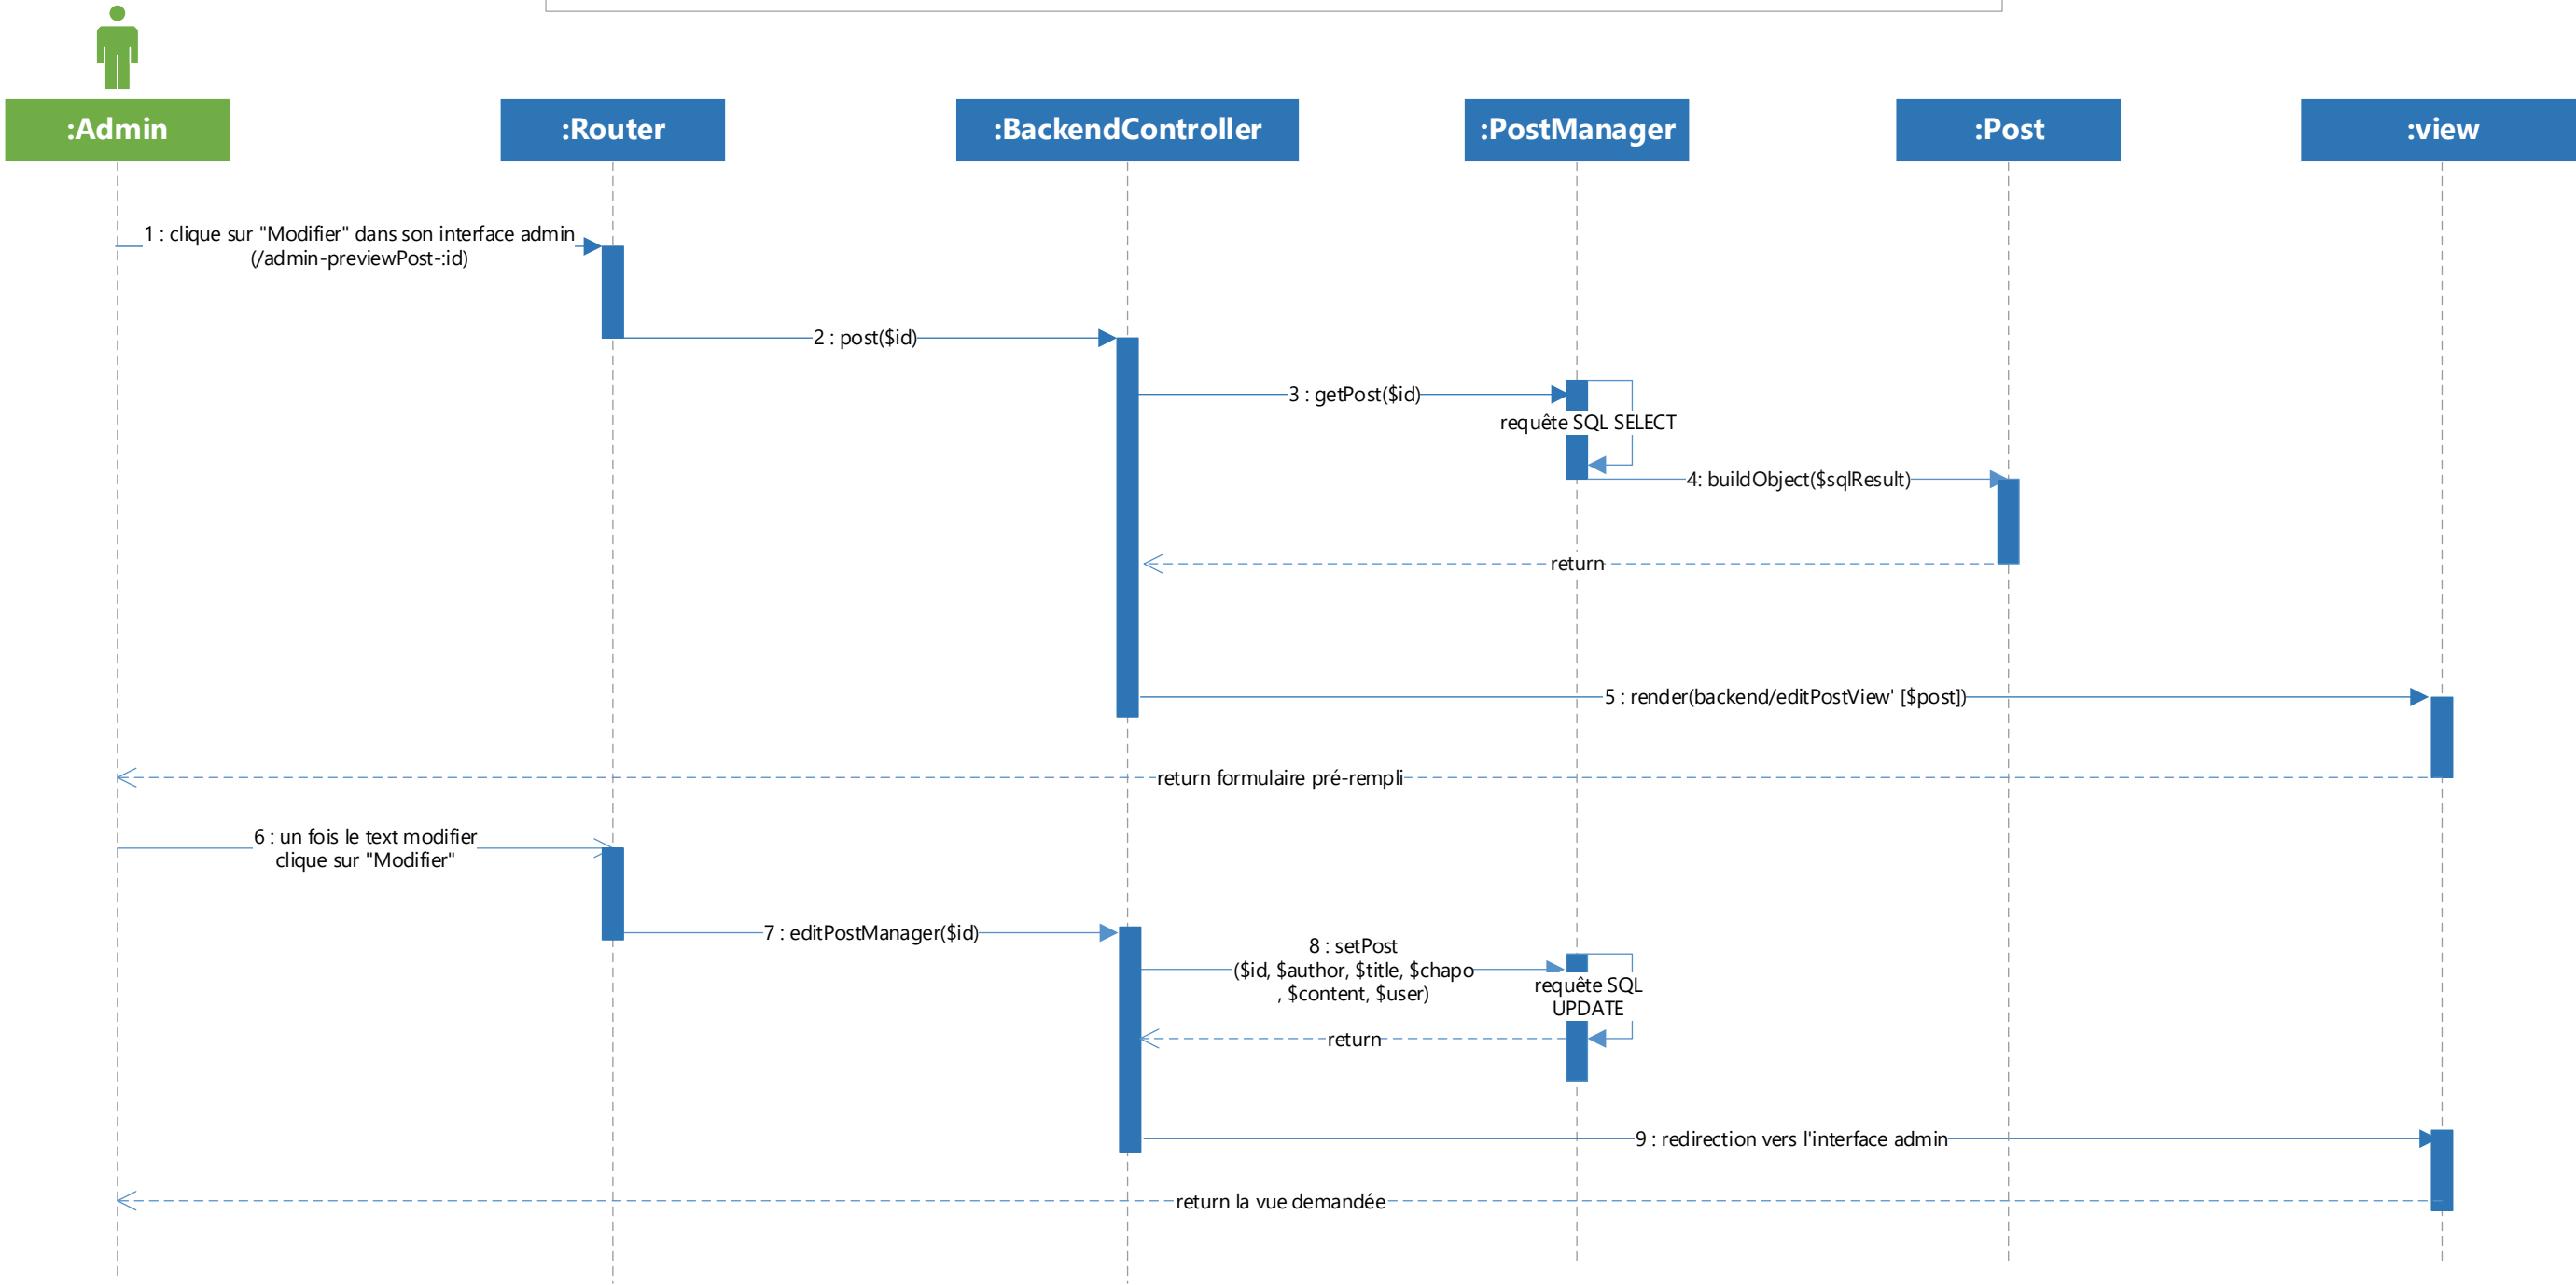 :Admin
:Router
:BackendController
:PostManager
:Post
:view
1 : clique sur "Modifier" dans son interface admin
(/admin-previewPost-:id)
2 : post($id)
3 : getPost($id)
requête SQL SELECT
4: buildObject($sqlResult)
return
5 : render(backend/editPostView' [$post])
return formulaire pré-rempli
6 : un fois le text modifier
clique sur "Modifier"
7 : editPostManager($id)
8 : setPost
($id, $author, $title, $chapo
, $content, $user)
requête SQL
UPDATE
return
9 : redirection vers l'interface admin
return la vue demandée